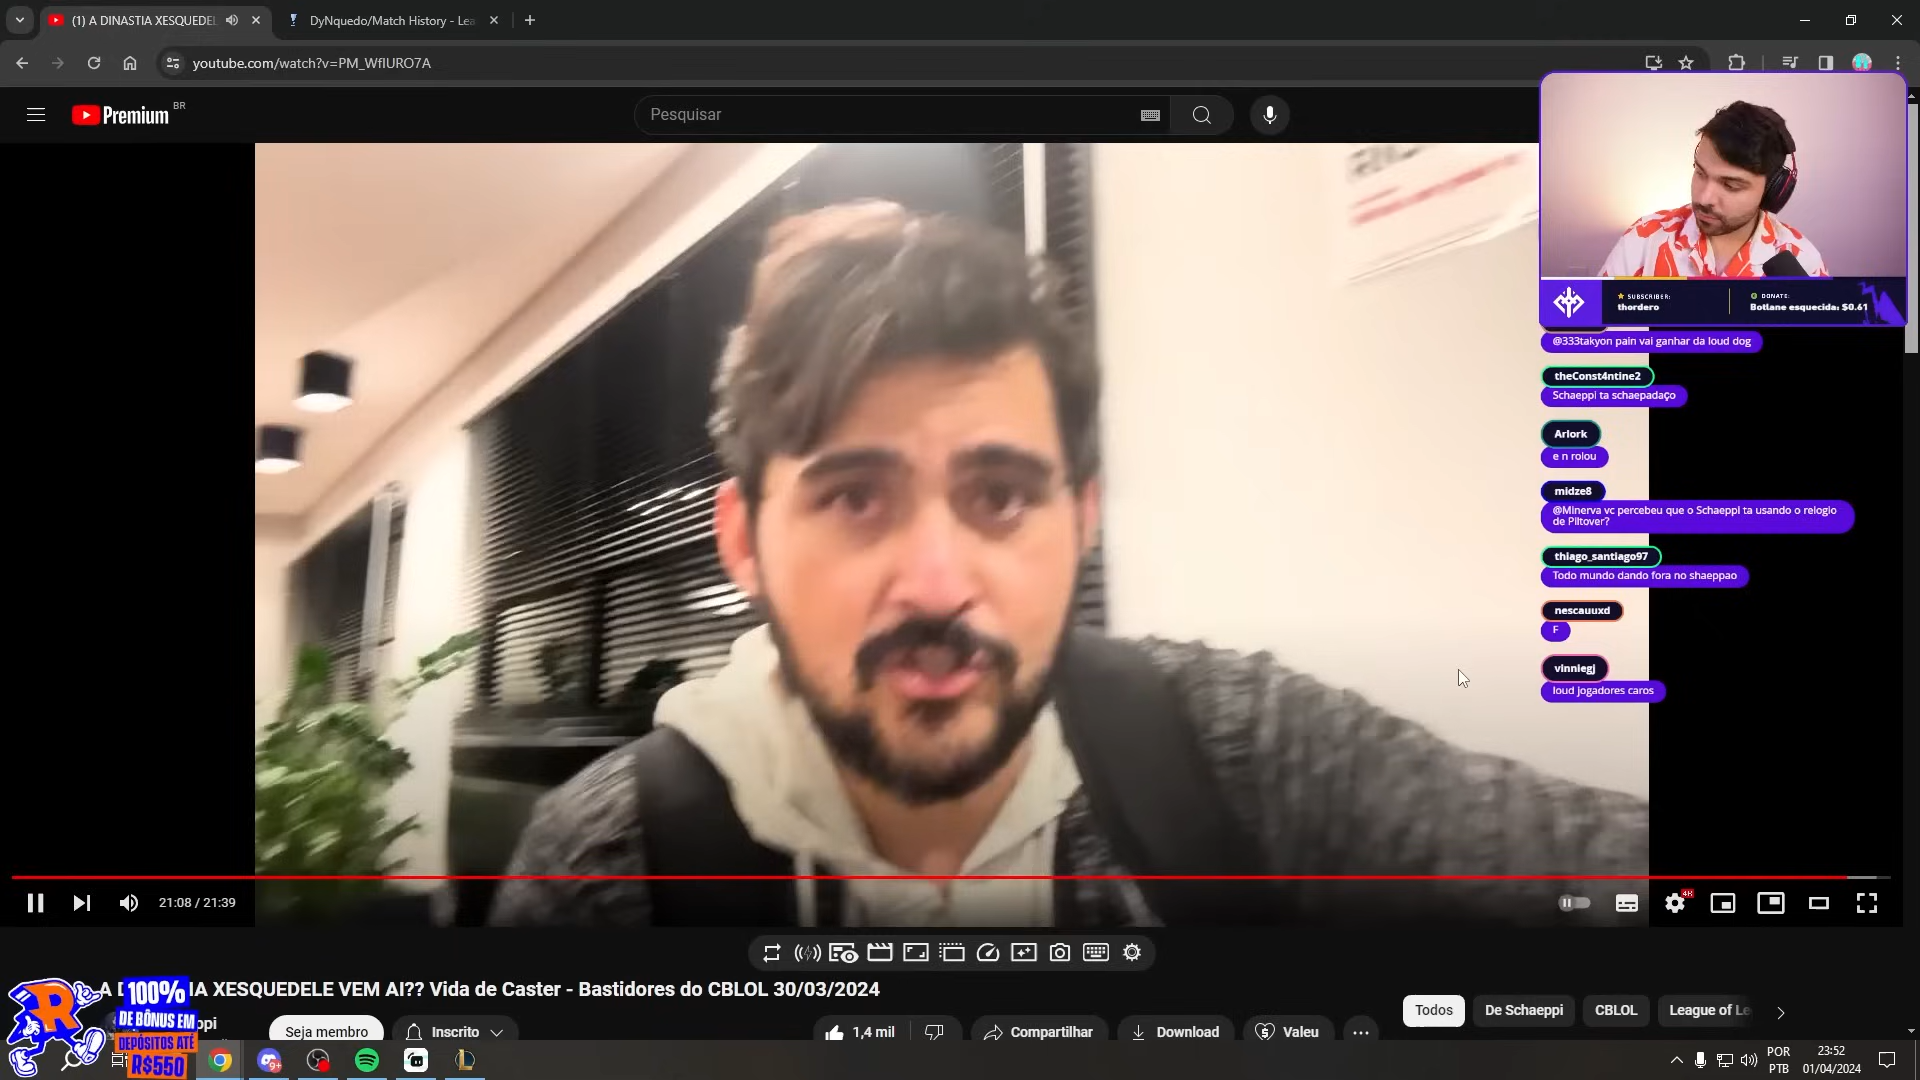 (1) A DINASTIA XESQUEDEL
DyNquedo/Match History - Lea
youtube.com/watch?v=PM_WfIURO7A
Premium
BR
Pesquisar
SUBSCRIBER:
thordero
DONATE:
Botlane esquecida: $0.61
@333takyon pain vai ganhar da loud dog
theConst4ntine2
Schaeppi ta schaepadaço
Arlork
e n rolou
midze8
@Minerva vc percebeu que o Schaeppi ta usando o relogio
de Piltover?
thiago_santiago97
Todo mundo dando fora no shaeppao
nescauuxd
F
vinniegj
loud jogadores caros
21:08 / 21:39
4K
A D IA XESQUEDELE VEM AI?? Vida de Caster - Bastidores do CBLOL 30/03/2024
ppi
Seja membro
Inscrito
1,4 mil
Compartilhar
Download
Valeu
Todos
De Schaeppi
CBLOL
League of Le
R
100%
DE BÔNUS EM
DEPÓSITOS ATÉ
R$550
9+
POR
PTB
23:52
01/04/2024